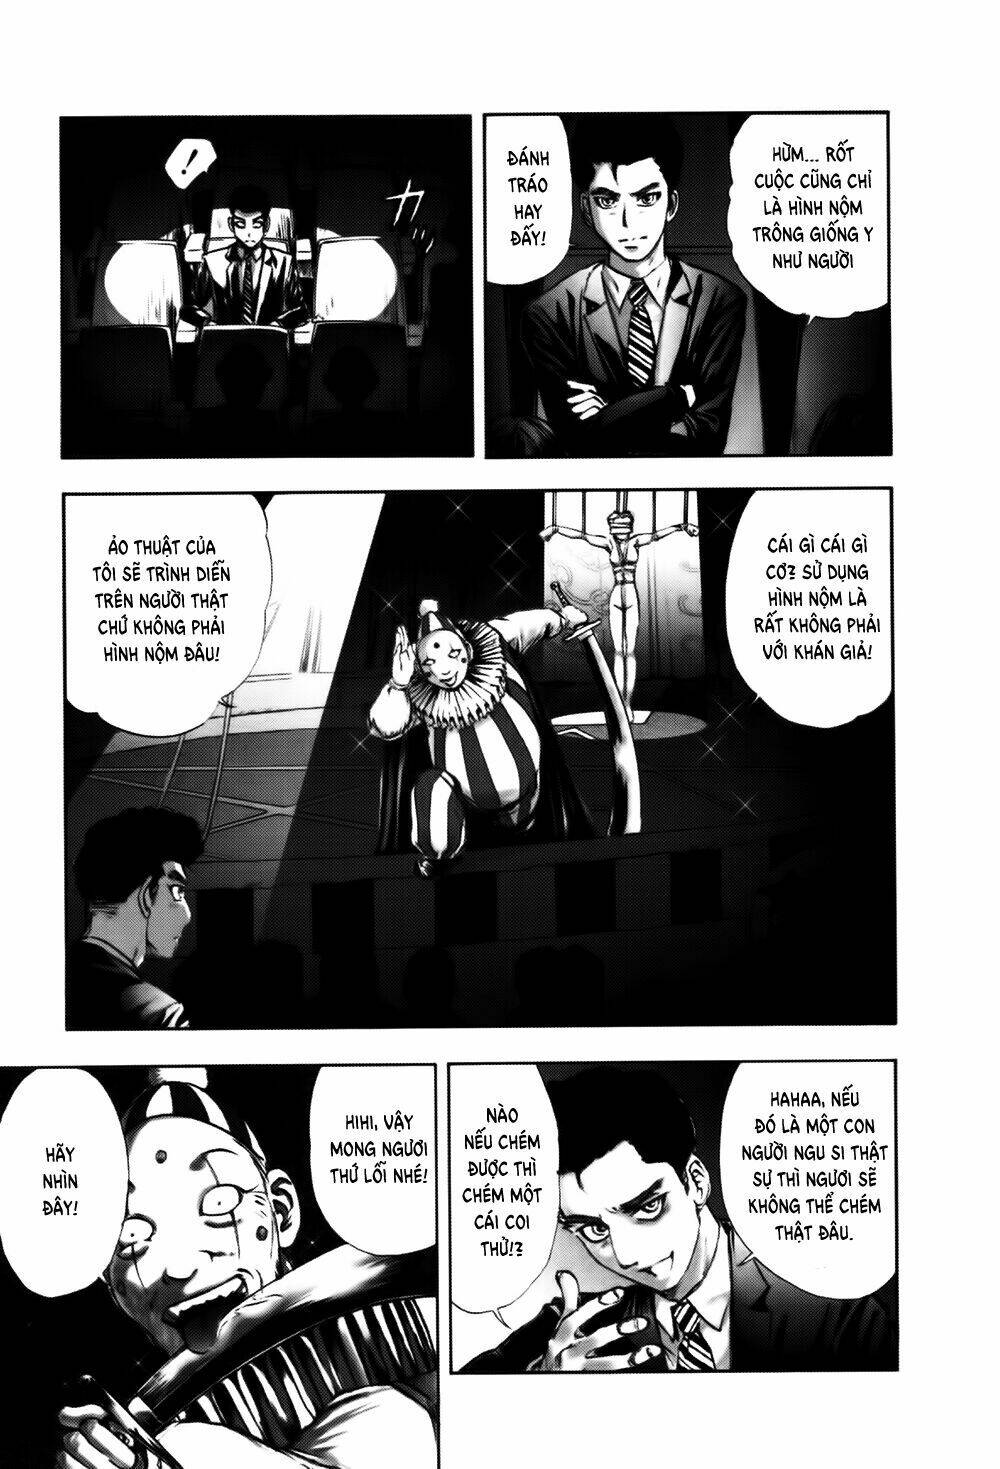 HỪM... RỐT
CUỘC CŨNG CHỈ
LÀ HÌNH NỘM
TRÔNG GIỐNG Y
NHƯ NGƯỜI
ĐÁNH
TRÁO
HAY
ĐẤY!
!
カッ
CÁI GÌ CÁI GÌ
CƠ? SỬ DỤNG
HÌNH NỘM LÀ
RẤT KHÔNG PHẢI
VỚI KHÁN GIẢ!
ẢO THUẬT CỦA
TÔI SẼ TRÌNH DIỄN
TRÊN NGƯỜI THẬT
CHỨ KHÔNG PHẢI
HÌNH NỘM ĐÂU!
HAHAA, NẾU
ĐÓ LÀ MỘT CON
NGƯỜI NGU SI THẬT
SỰ THÌ NGƯƠI SẼ
KHÔNG THỂ CHÉM
THẬT ĐÂU.
NÀO
NẾU CHÉM
ĐƯỢC THÌ
CHÉM MỘT
CÁI COI
THỬ!?
HIHI, VẬY
MONG NGƯƠI
THỨ LỖI NHÉ!
HÃY
NHÌN
ĐÂY!